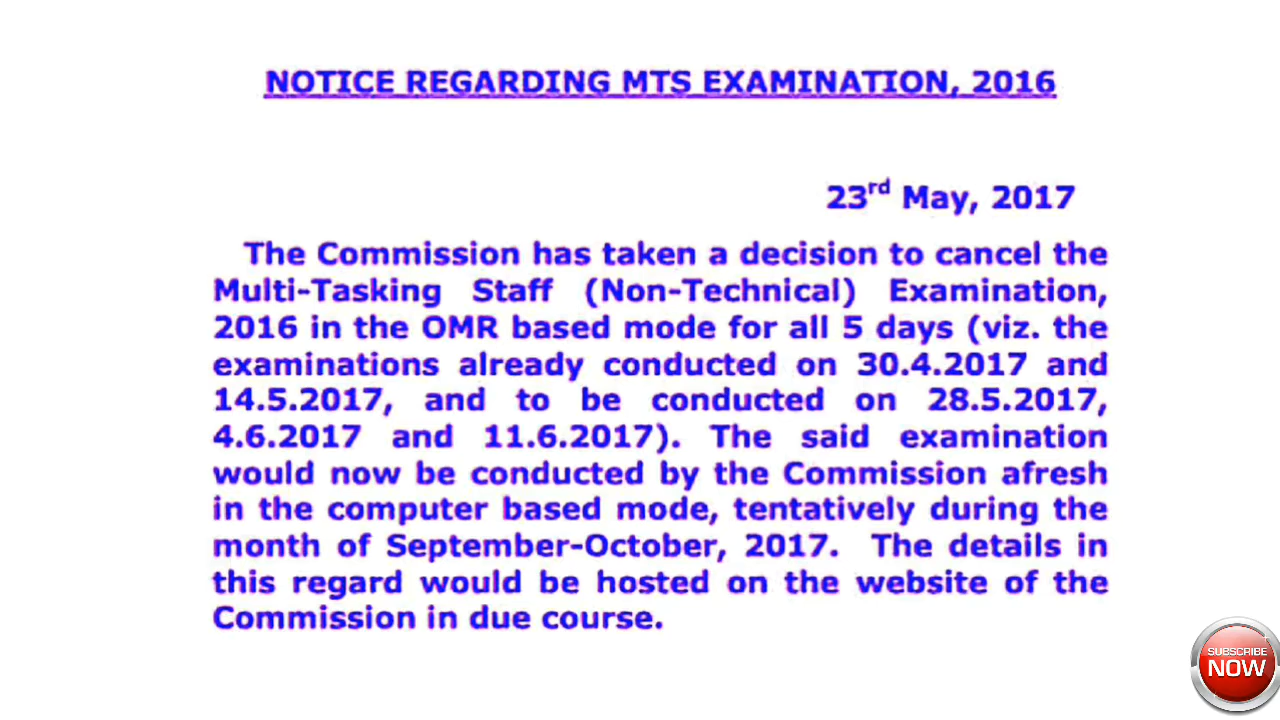 NOTICE REGARDING MTS EXAMINATION, 2016
23rd May, 2017
The Commission has taken a decision to cancel the
Multi-Tasking Staff (Non-Technical) Examination,
2016 in the OMR based mode for all 5 days (viz. the
examinations already conducted on 30.4.2017 and
14.5.2017, and to be conducted on 28.5.2017,
4.6.2017 and 11.6.2017). The said examination
would now be conducted by the Commission afresh
in the computer based mode, tentatively during the
month of September-October, 2017. The details in
this regard would be hosted on the website of the
Commission in due course.
SUBSCRIBE
NOW